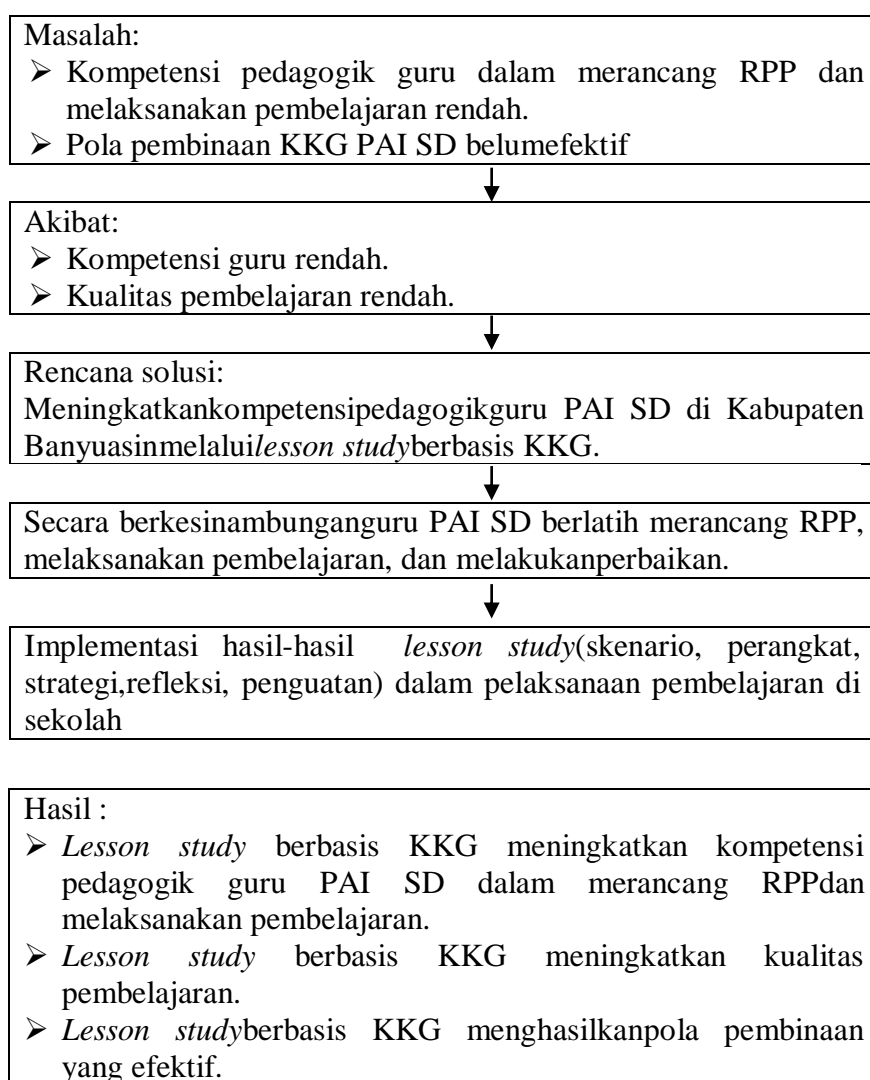 Masalah:
➢ Kompetensi pedagogik guru dalam merancang RPP dan
melaksanakan pembelajaran rendah.
➢ Pola pembinaan KKG PAI SD belumefektif
Akibat:
➢ Kompetensi guru rendah.
➢ Kualitas pembelajaran rendah.
Rencana solusi:
Meningkatkankompetensipedagogikguru PAI SD di Kabupaten
Banyuasinmelaluilesson studyberbasis KKG.
Secara berkesinambunganguru PAI SD berlatih merancang RPP,
melaksanakan pembelajaran, dan melakukanperbaikan.
Implementasi hasil-hasil lesson study(skenario, perangkat,
strategi,refleksi, penguatan) dalam pelaksanaan pembelajaran di
sekolah
Hasil :
➢ Lesson study berbasis KKG meningkatkan kompetensi
pedagogik guru PAI SD dalam merancang RPPdan
melaksanakan pembelajaran.
➢ Lesson study berbasis KKG meningkatkan kualitas
pembelajaran.
➢ Lesson studyberbasis KKG menghasilkanpola pembinaan
yang efektif.